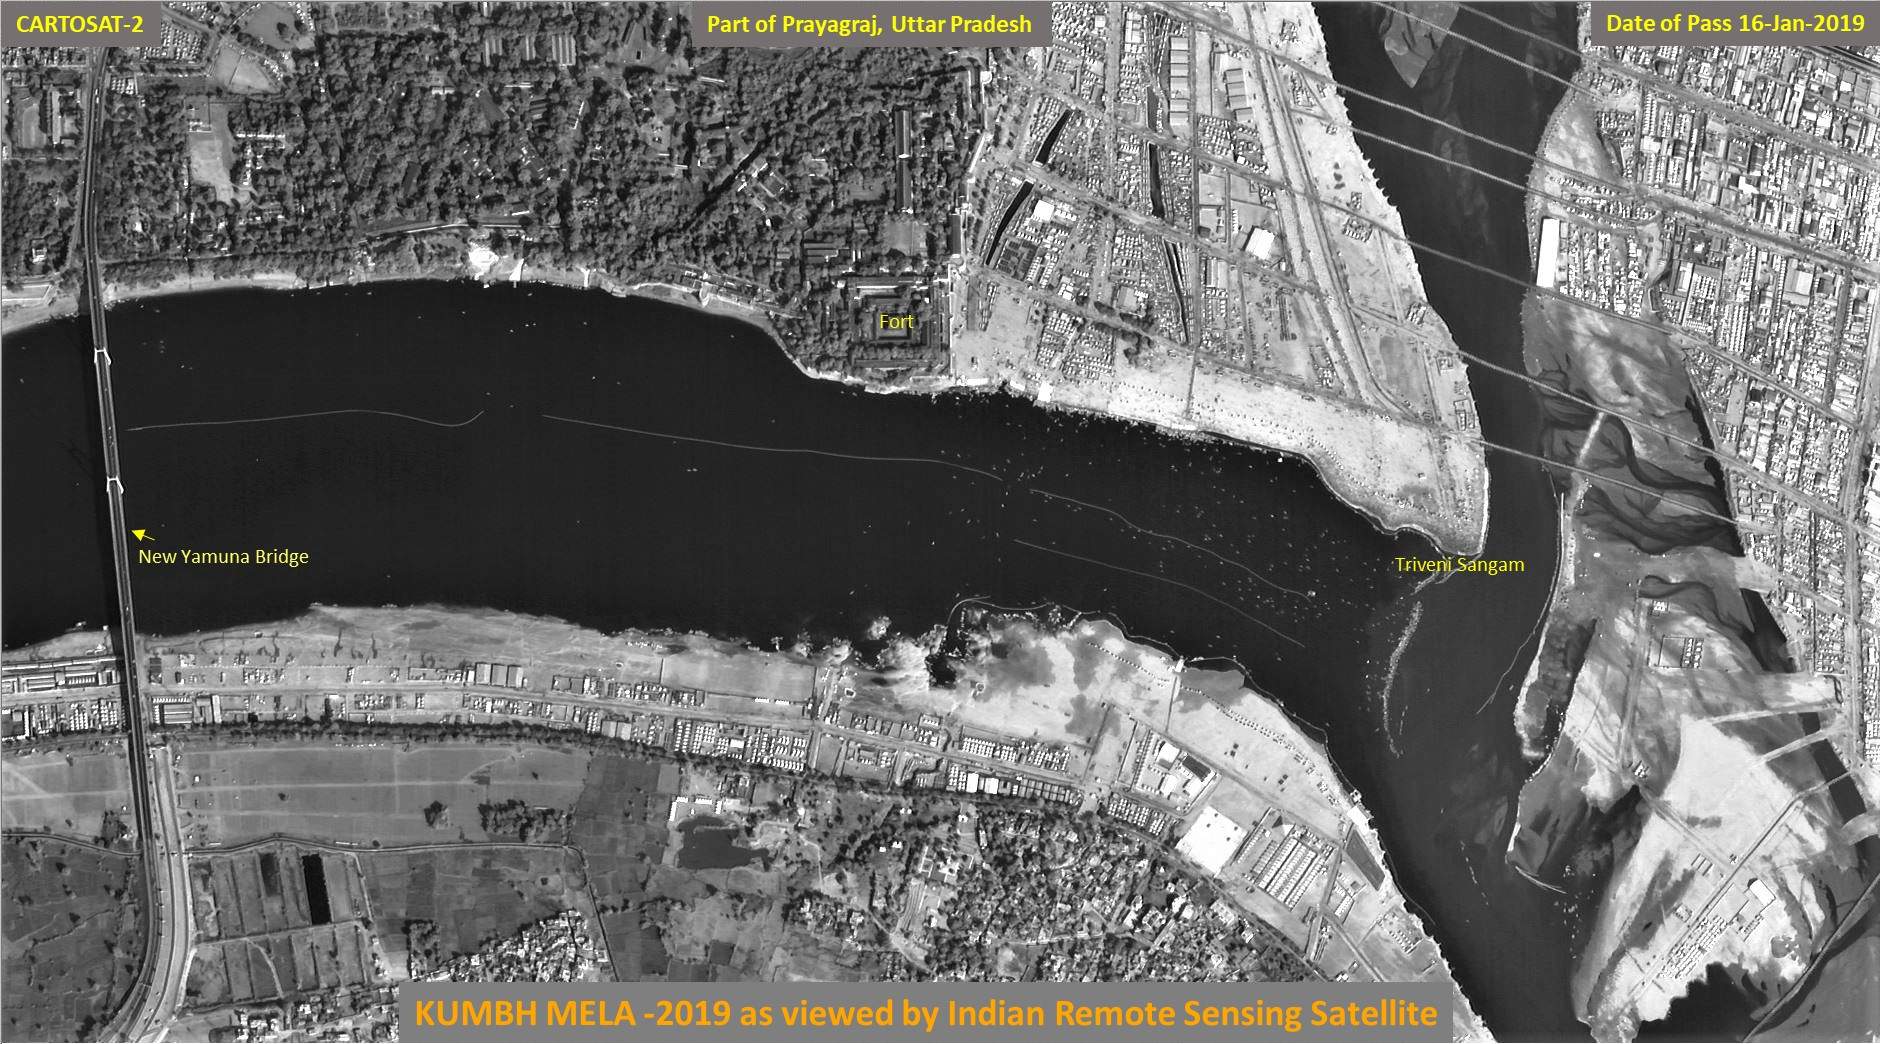 CARTOSAT-2
Part of Prayagraj, Uttar Pradesh
Date of Pass 16-Jan-2019
Fort
New Yamuna Bridge
Triveni Sangam
KUMBH MELA -2019 as viewed by Indian Remote Sensing Satellite